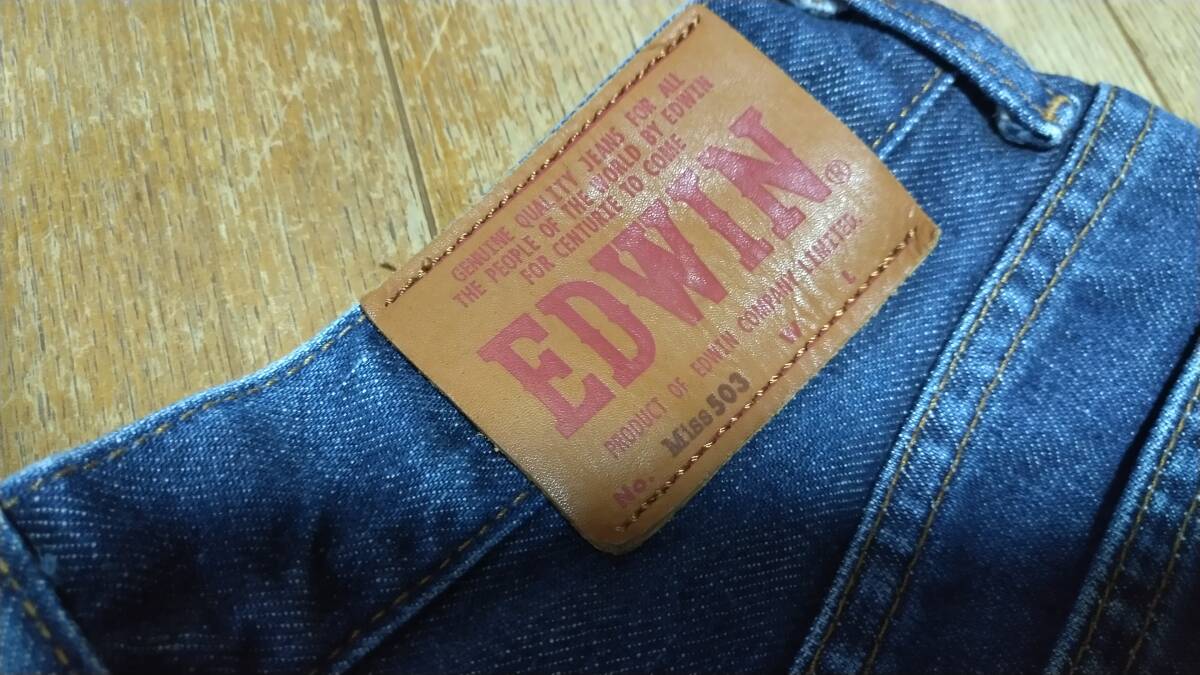 GENUINE QUALITY JEANS FOR ALL
THE PEOPLE OF THE WORLD BY EDWIN
FOR CENTURIE TO COME
EDWIN®
PRODUCT OF EDWIN COMPANY LIMITED.
No. Miss503 W L